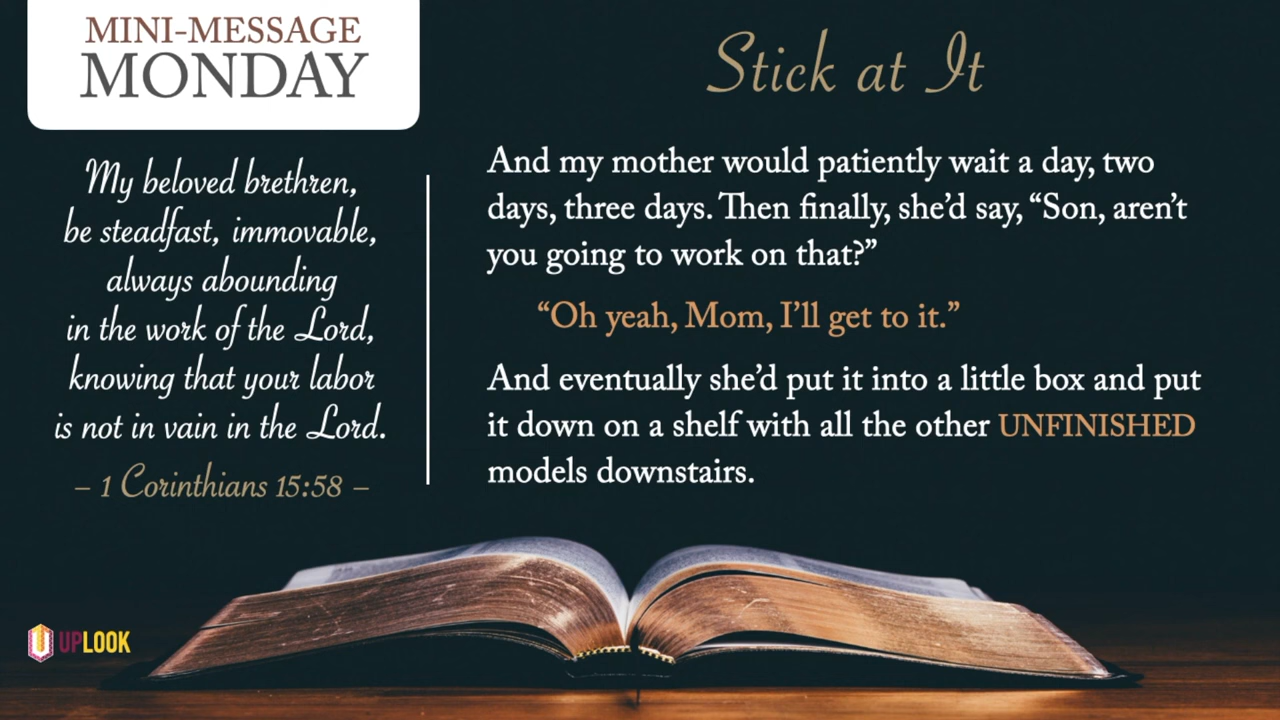 MINI-MESSAGE
MONDAY
My beloved brethren,
be steadfast, immovable,
always abounding
in the work of the Lord,
knowing that your labor
is not in vain in the Lord.
– 1 Corinthians 15:58 –
Stick at It
And my mother would patiently wait a day, two
days, three days. Then finally, she’d say, “Son, aren’t
you going to work on that?”
“Oh yeah, Mom, I’ll get to it.”
And eventually she’d put it into a little box and put
it down on a shelf with all the other UNFINISHED
models downstairs.
UPLOOK